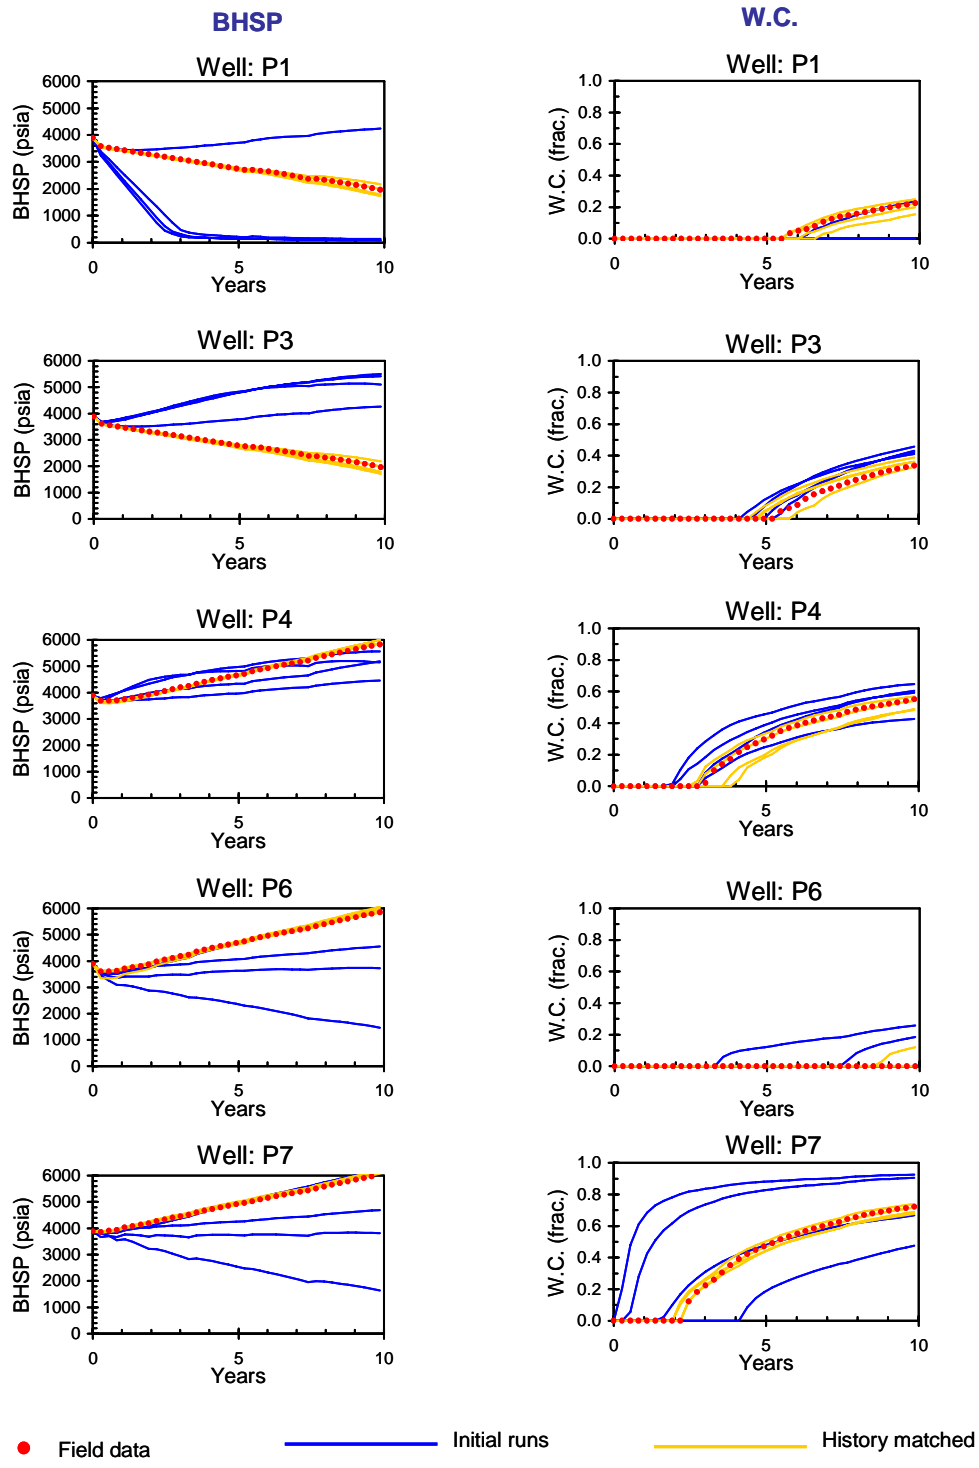 BHSP
W.C.
Well: P1
6000
5000
4000
3000
2000
1000
0
BHSP (psia)
0 5 10
Years
Well: P1
1.0
0.8
0.6
0.4
0.2
0.0
W.C. (frac.)
0 5 10
Years
Well: P3
6000
5000
4000
3000
2000
1000
0
BHSP (psia)
0 5 10
Years
Well: P3
1.0
0.8
0.6
0.4
0.2
0.0
W.C. (frac.)
0 5 10
Years
Well: P4
6000
5000
4000
3000
2000
1000
0
BHSP (psia)
0 5 10
Years
Well: P4
1.0
0.8
0.6
0.4
0.2
0.0
W.C. (frac.)
0 5 10
Years
Well: P6
6000
5000
4000
3000
2000
1000
0
BHSP (psia)
0 5 10
Years
Well: P6
1.0
0.8
0.6
0.4
0.2
0.0
W.C. (frac.)
0 5 10
Years
Well: P7
6000
5000
4000
3000
2000
1000
0
BHSP (psia)
0 5 10
Years
Well: P7
1.0
0.8
0.6
0.4
0.2
0.0
W.C. (frac.)
0 5 10
Years
Field data
Initial runs
History matched